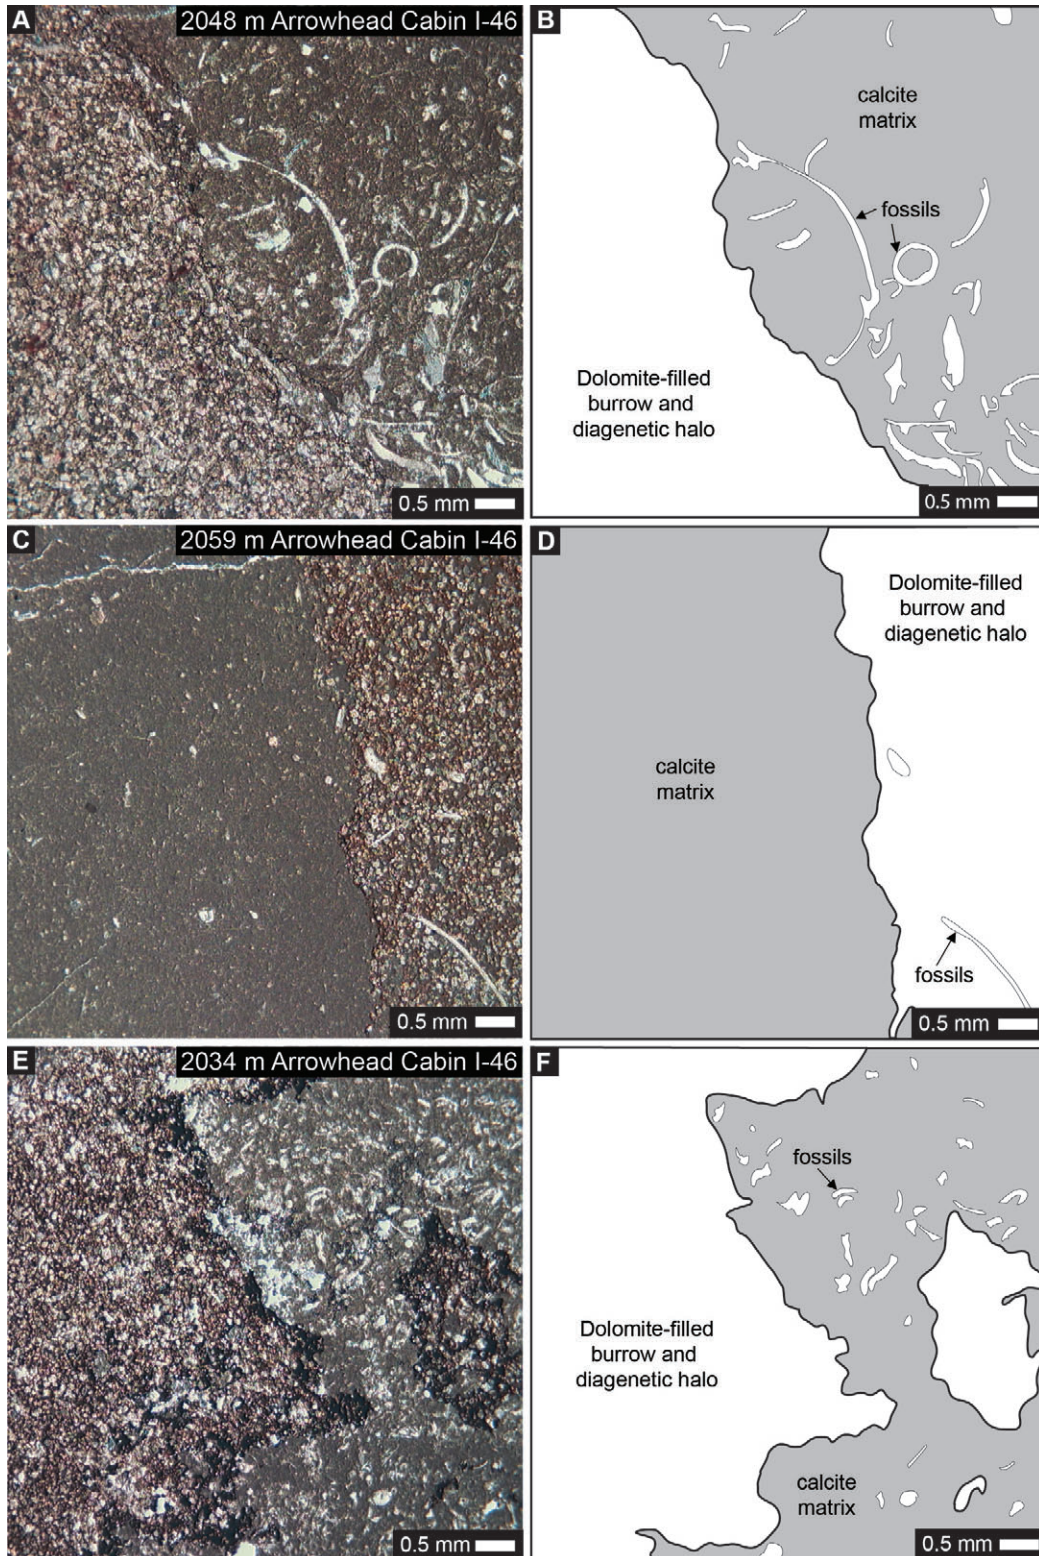 A
2048 m Arrowhead Cabin I-46
0.5 mm
B
calcite
matrix
fossils
Dolomite-filled
burrow and
diagenetic halo
0.5 mm
C
2059 m Arrowhead Cabin I-46
0.5 mm
D
Dolomite-filled
burrow and
diagenetic halo
calcite
matrix
fossils
0.5 mm
E
2034 m Arrowhead Cabin I-46
0.5 mm
F
fossils
Dolomite-filled
burrow and
diagenetic halo
calcite
matrix
0.5 mm